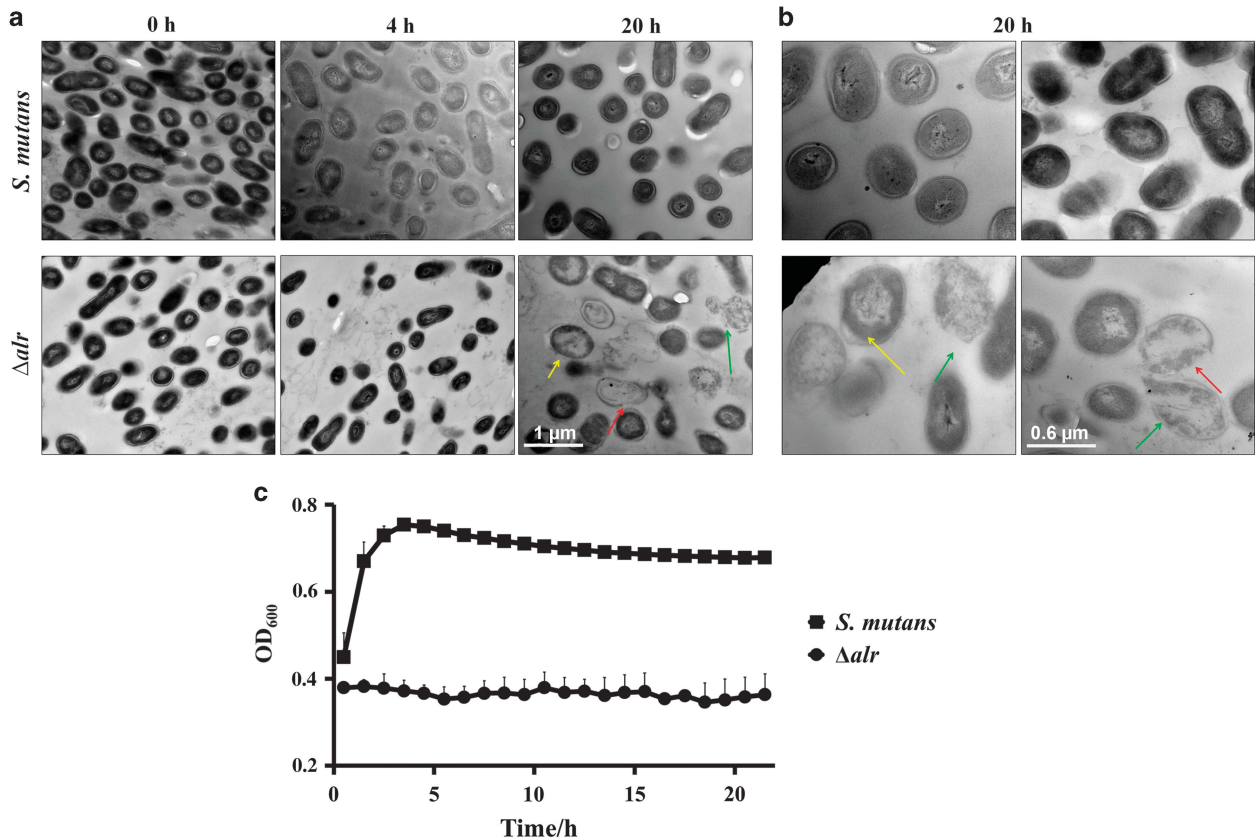 a
0 h
4 h
20 h
b
20 h
S. mutans
Δalr
1 μm
0.6 μm
c
0.8
0.6
0.4
0.2
OD₆₀₀
0
5
10
15
20
Time/h
S. mutans
Δalr